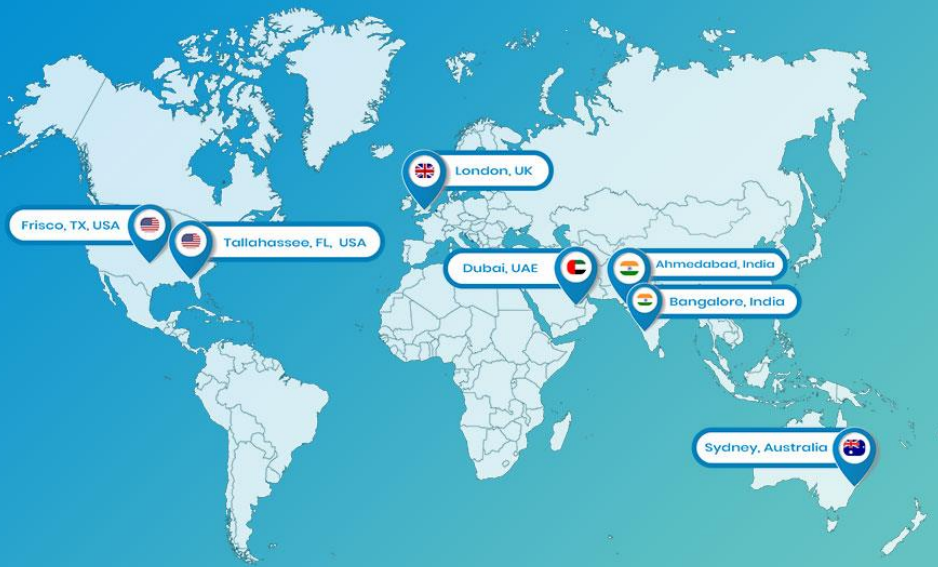 London, UK
Frisco, TX, USA
Tallahassee, FL, USA
Dubai, UAE
Ahmedabad, India
Bangalore, India
Sydney, Australia